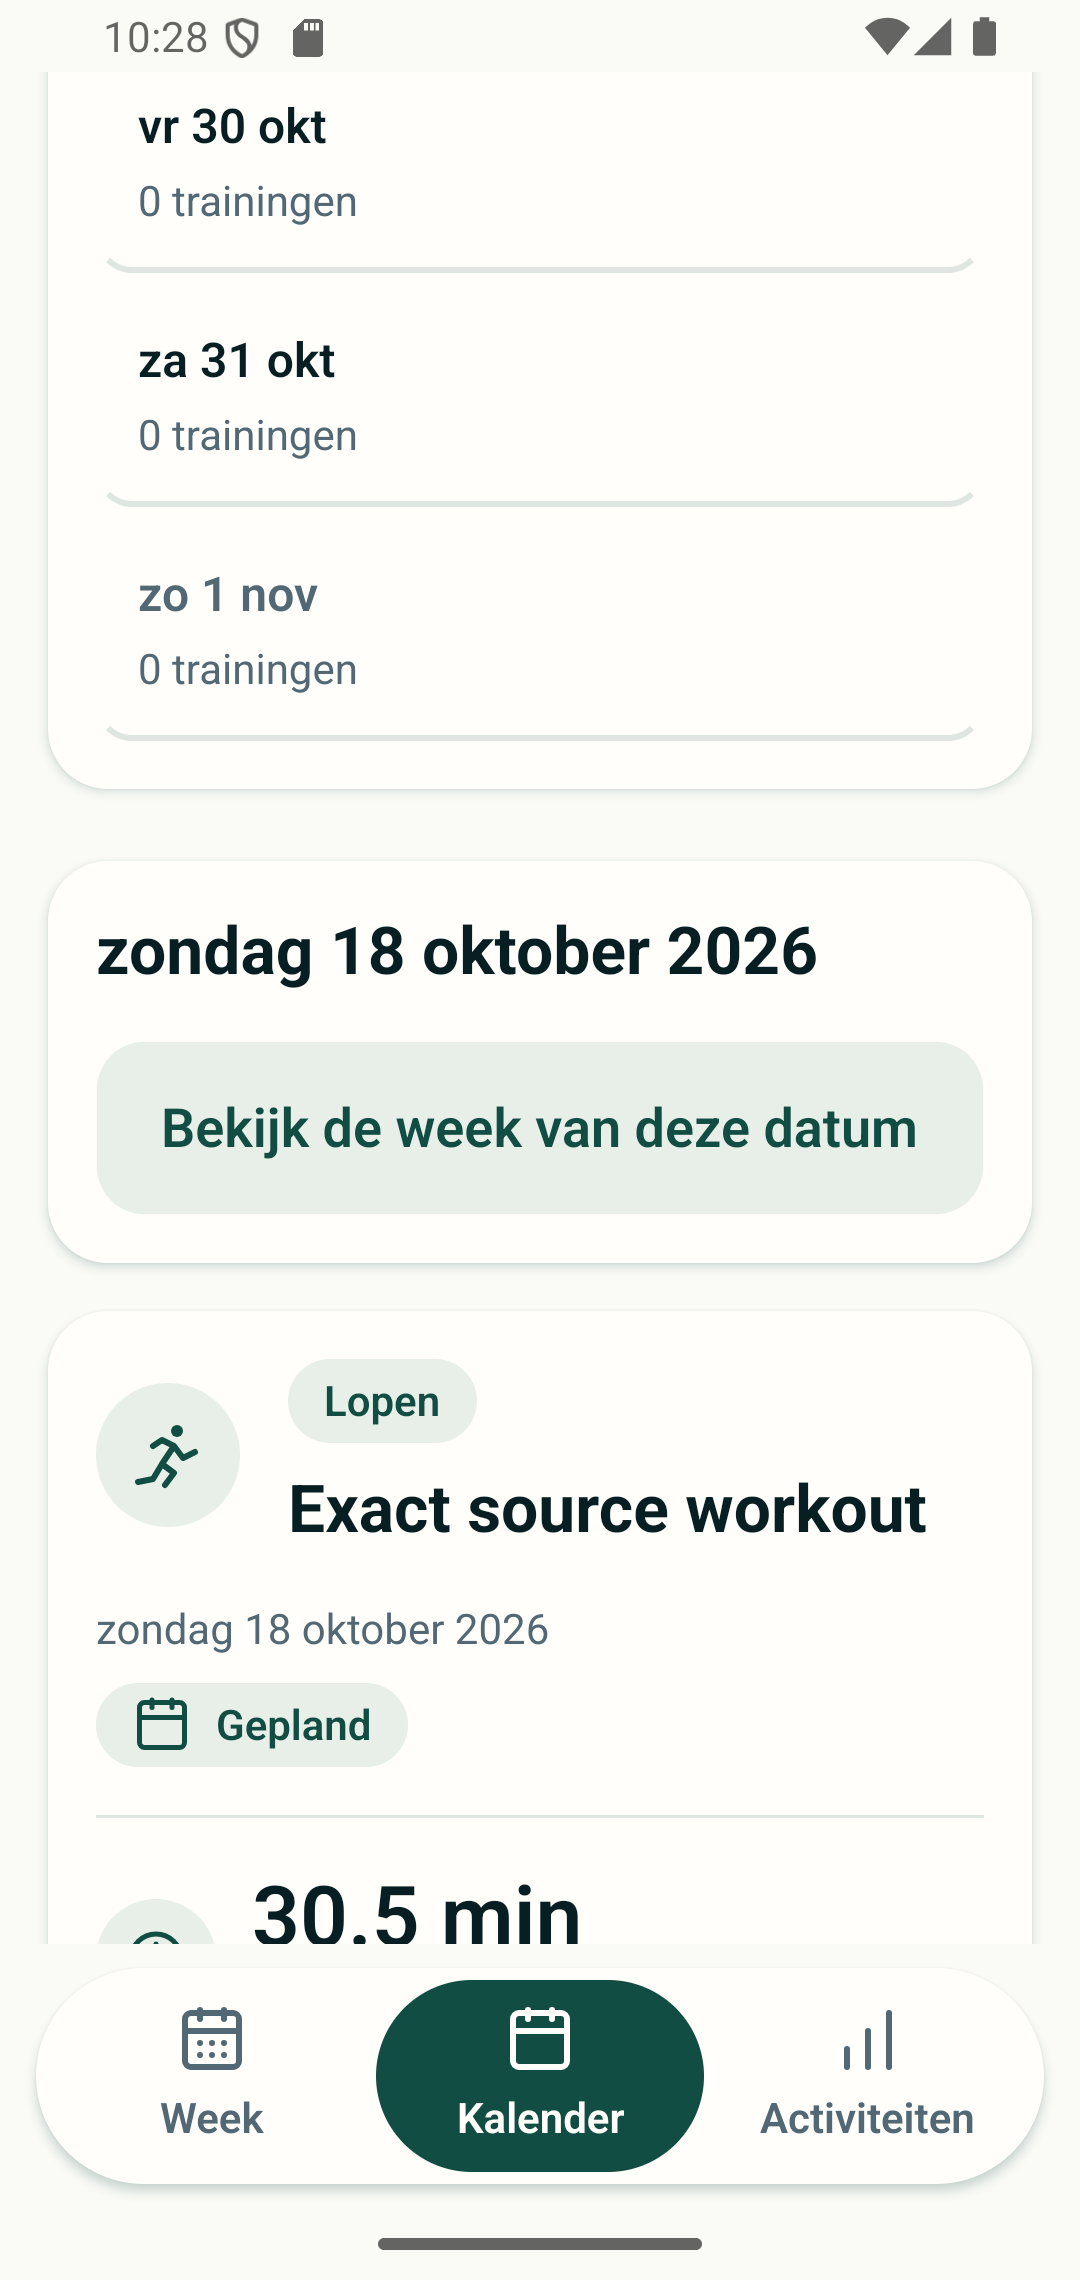 10:28
vr 30 okt
0 trainingen
za 31 okt
0 trainingen
zo 1 nov
0 trainingen
zondag 18 oktober 2026
Bekijk de week van deze datum
Lopen
Exact source workout
zondag 18 oktober 2026
Gepland
30.5 min
Week
Kalender
Activiteiten